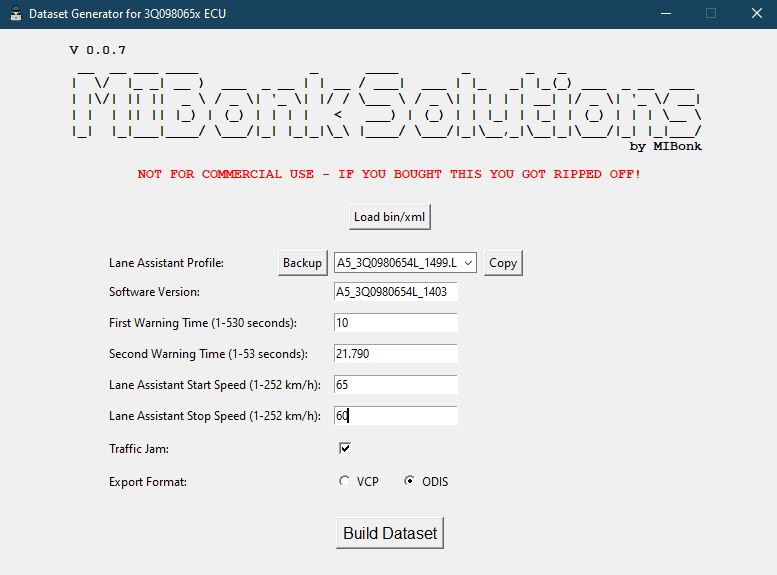 Dataset Generator for 3Q098065x ECU
V 0.0.7
MIBonk Solutions
by MIBonk
NOT FOR COMMERCIAL USE - IF YOU BOUGHT THIS YOU GOT RIPPED OFF!
Load bin/xml
Lane Assistant Profile: Backup A5_3Q0980654L_1499.L Copy
Software Version: A5_3Q0980654L_1403
First Warning Time (1-530 seconds): 10
Second Warning Time (1-53 seconds): 21.790
Lane Assistant Start Speed (1-252 km/h): 65
Lane Assistant Stop Speed (1-252 km/h): 60
Traffic Jam:
Export Format: VCP ODIS
Build Dataset